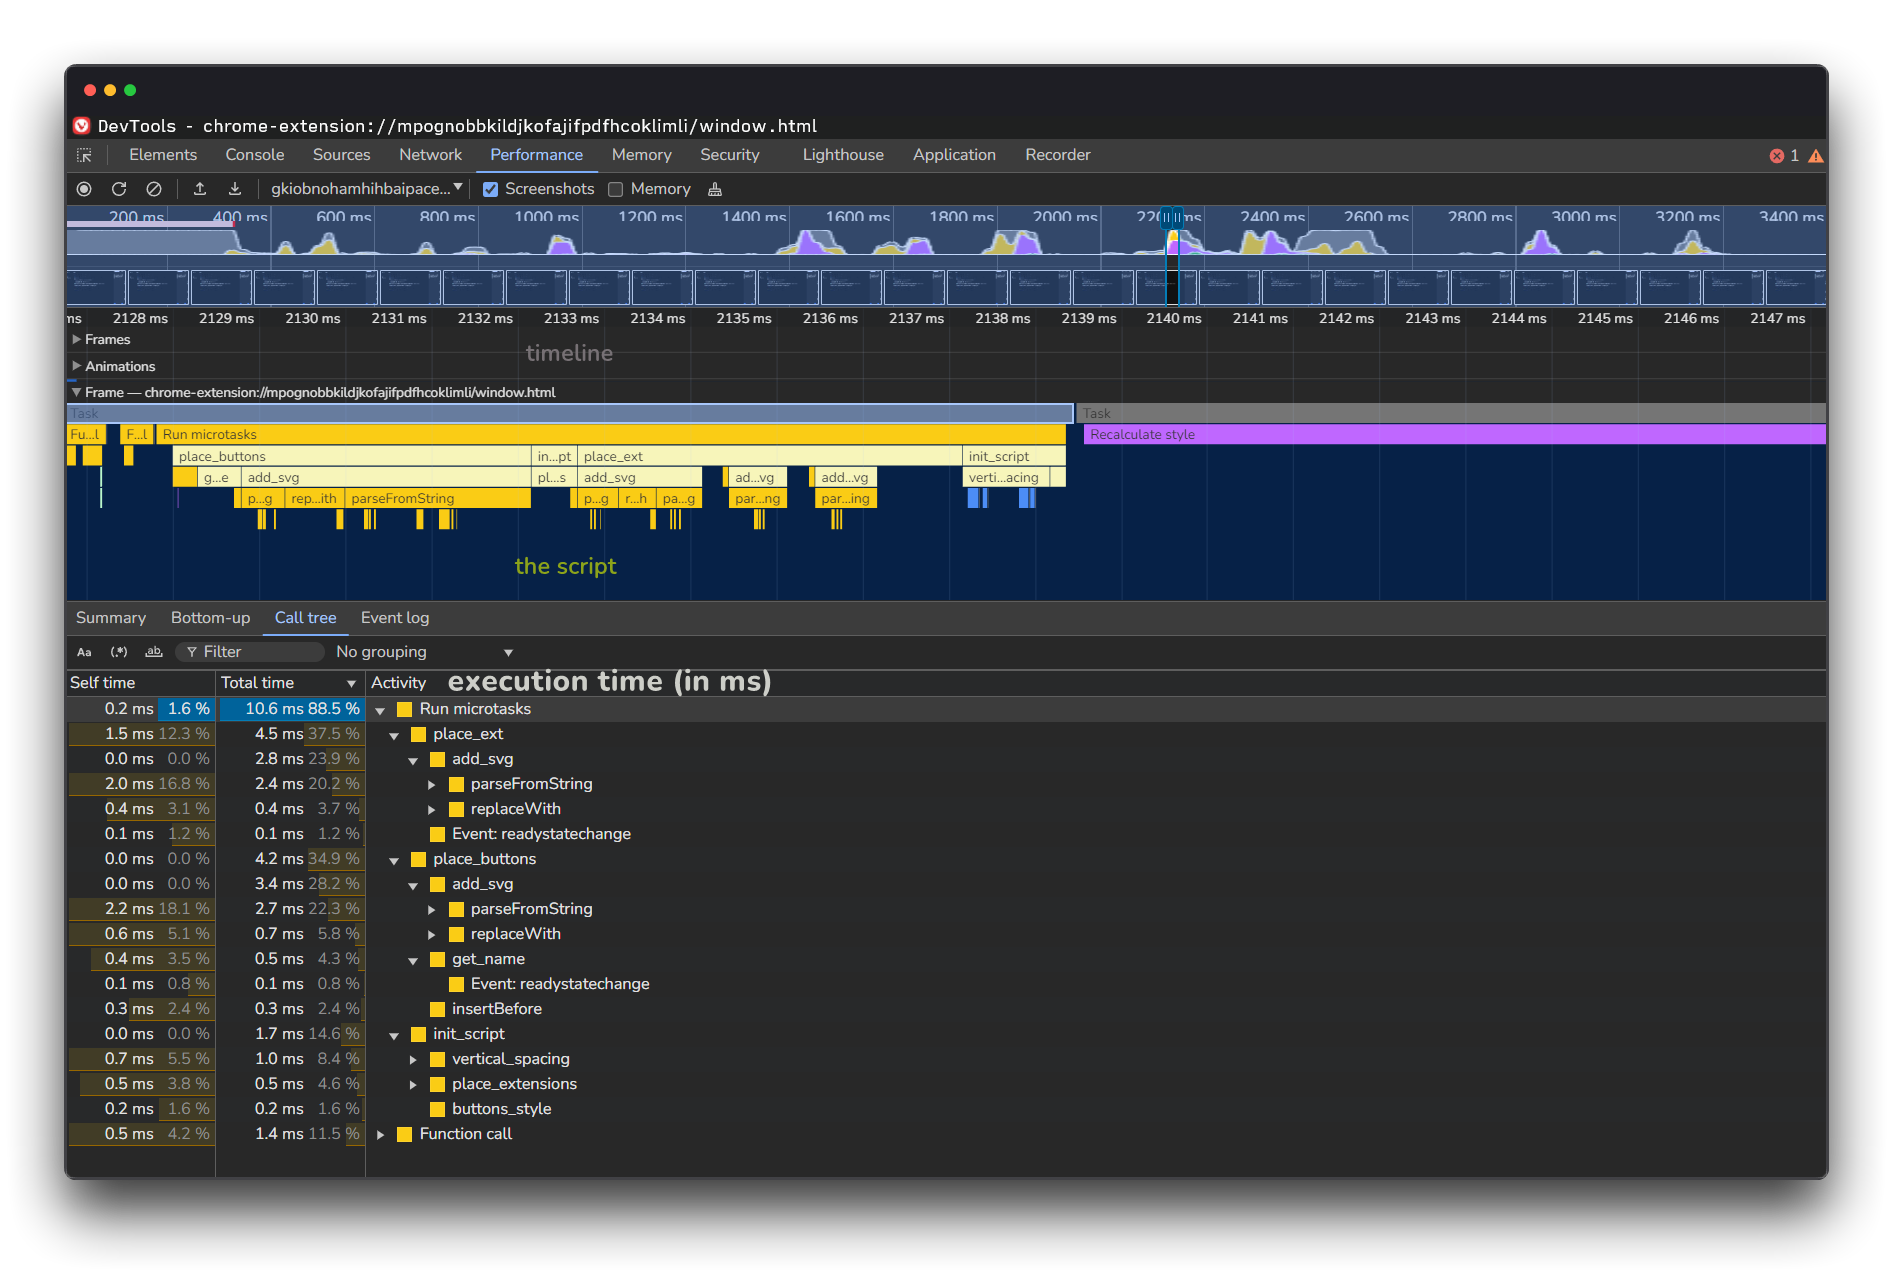 DevTools - chrome-extension://mpognobbkildjkofajifpdfhcoklimli/window.html
Elements Console Sources Network Performance Memory Security Lighthouse Application Recorder 1
gkiobnohamhihbaipace... Screenshots Memory
200 ms 400 ms 600 ms 800 ms 1000 ms 1200 ms 1400 ms 1600 ms 1800 ms 2000 ms 2200 ms 2400 ms 2600 ms 2800 ms 3000 ms 3200 ms 3400 ms
ms 2128 ms 2129 ms 2130 ms 2131 ms 2132 ms 2133 ms 2134 ms 2135 ms 2136 ms 2137 ms 2138 ms 2139 ms 2140 ms 2141 ms 2142 ms 2143 ms 2144 ms 2145 ms 2146 ms 2147 ms
Frames
timeline
Animations
Frame — chrome-extension://mpognobbkildjkofajifpdfhcoklimli/window.html
Task Task
Fu...l F...l Run microtasks Recalculate style
place_buttons in...pt place_ext init_script
g...e add_svg pl...s add_svg ad...vg add...vg verti...acing
p...g rep...ith parseFromString p...g r...h pa...g par...ng par...ing
the script
Summary Bottom-up Call tree Event log
Aa (.*) ab Filter No grouping
Self time Total time Activity execution time (in ms)
0.2 ms 1.6 % 10.6 ms 88.5 % Run microtasks
1.5 ms 12.3 % 4.5 ms 37.5 % place_ext
0.0 ms 0.0 % 2.8 ms 23.9 % add_svg
2.0 ms 16.8 % 2.4 ms 20.2 % parseFromString
0.4 ms 3.1 % 0.4 ms 3.7 % replaceWith
0.1 ms 1.2 % 0.1 ms 1.2 % Event: readystatechange
0.0 ms 0.0 % 4.2 ms 34.9 % place_buttons
0.0 ms 0.0 % 3.4 ms 28.2 % add_svg
2.2 ms 18.1 % 2.7 ms 22.3 % parseFromString
0.6 ms 5.1 % 0.7 ms 5.8 % replaceWith
0.4 ms 3.5 % 0.5 ms 4.3 % get_name
0.1 ms 0.8 % 0.1 ms 0.8 % Event: readystatechange
0.3 ms 2.4 % 0.3 ms 2.4 % insertBefore
0.0 ms 0.0 % 1.7 ms 14.6 % init_script
0.7 ms 5.5 % 1.0 ms 8.4 % vertical_spacing
0.5 ms 3.8 % 0.5 ms 4.6 % place_extensions
0.2 ms 1.6 % 0.2 ms 1.6 % buttons_style
0.5 ms 4.2 % 1.4 ms 11.5 % Function call